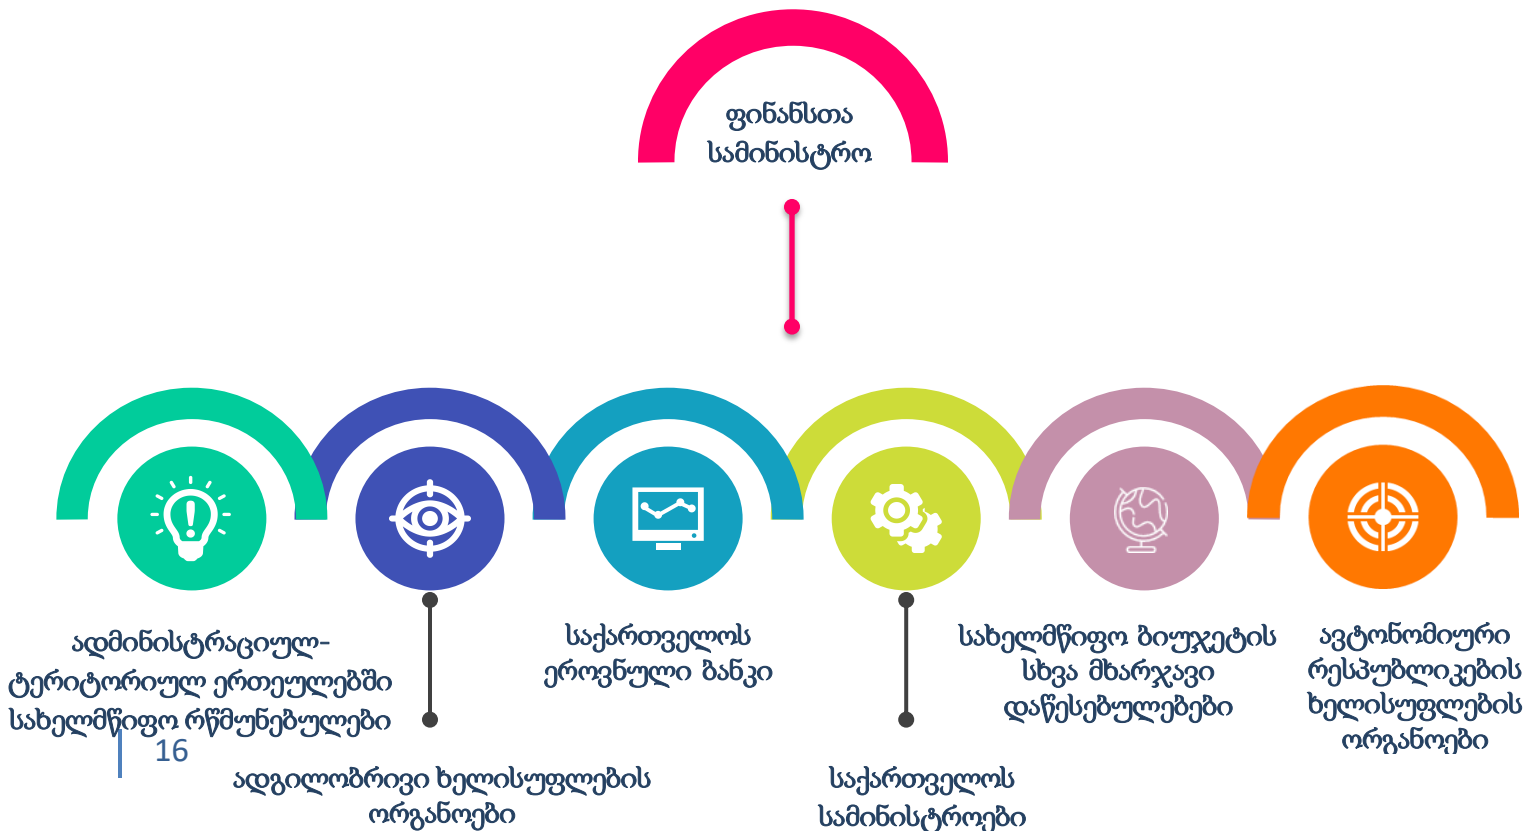 ფინანსთა
სამინისტრო
ადმინისტრაციულ-
ტერიტორიულ ერთეულებში
სახელმწიფო რწმუნებულები
ადგილობრივი ხელისუფლების
ორგანოები
საქართველოს
ეროვნული ბანკი
საქართველოს
სამინისტროები
სახელმწიფო ბიუჯეტის
სხვა მხარჯავი
დაწესებულებები
ავტონომიური
რესპუბლიკების
ხელისუფლების
ორგანოები
16